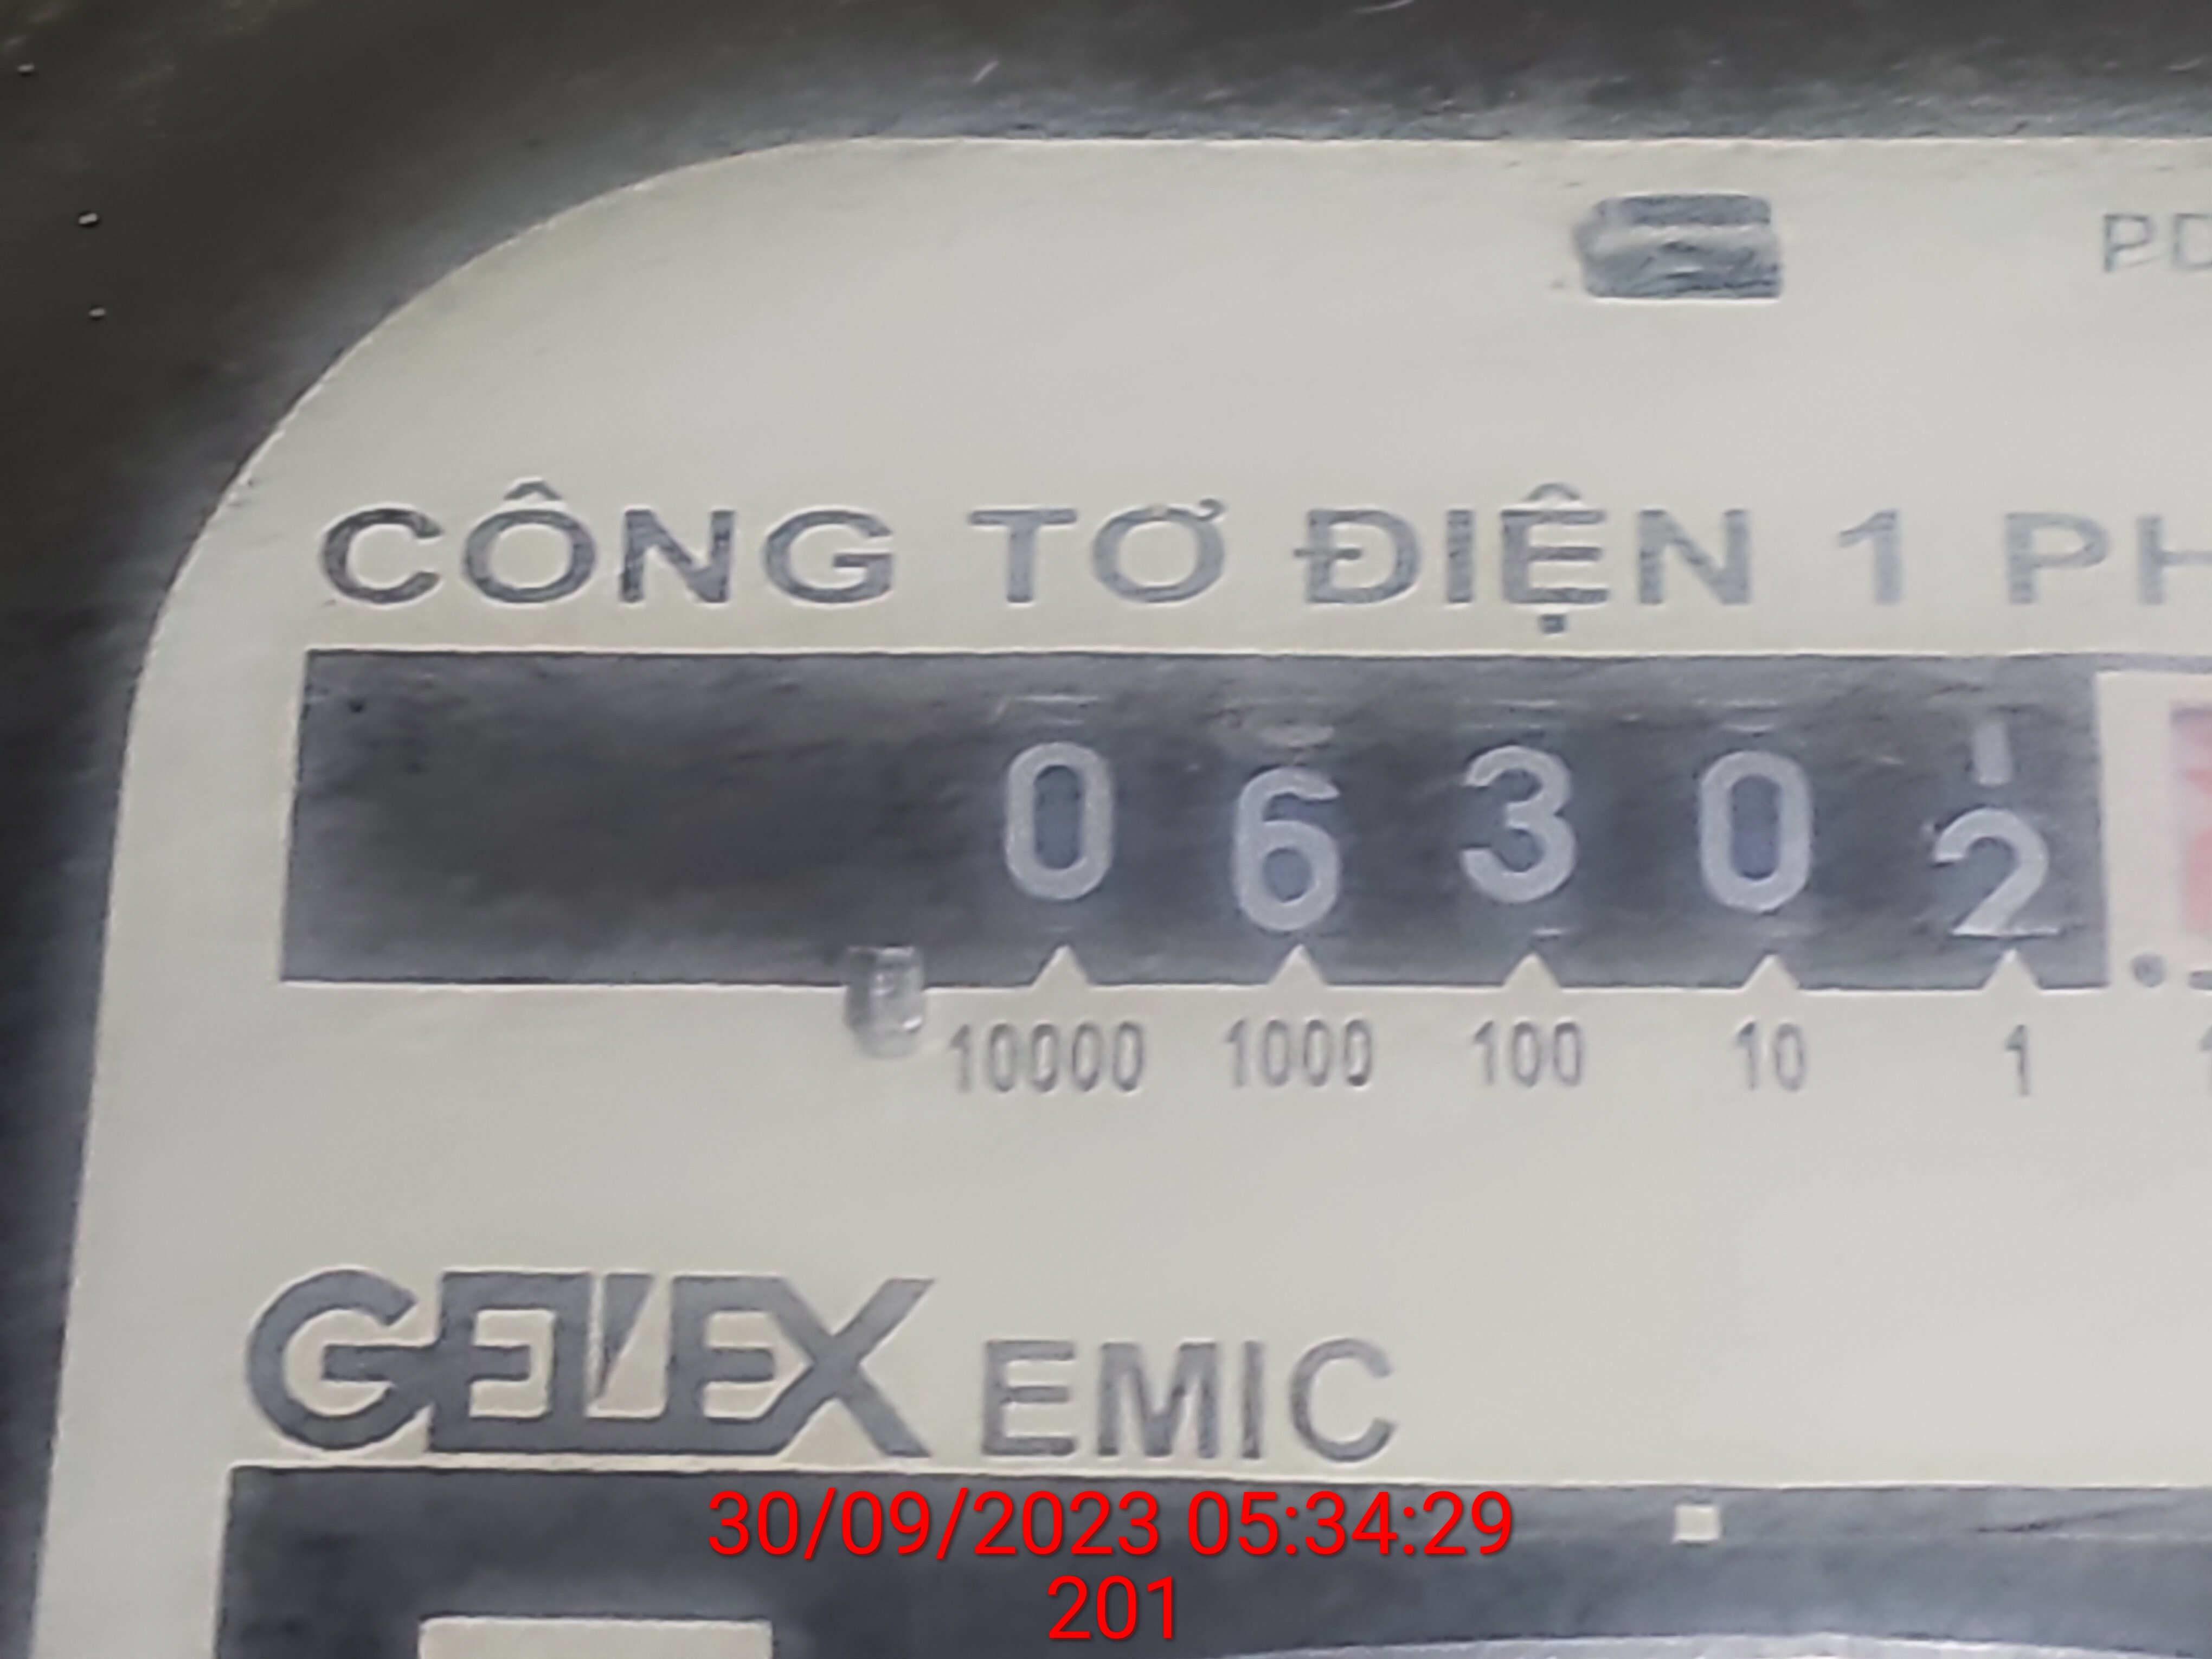 PD
CÔNG TƠ ĐIỆN 1 PH
0 6 3 0 2
10000 1000 100 10 1
GELEX EMIC
30/09/2023 05:34:29
201